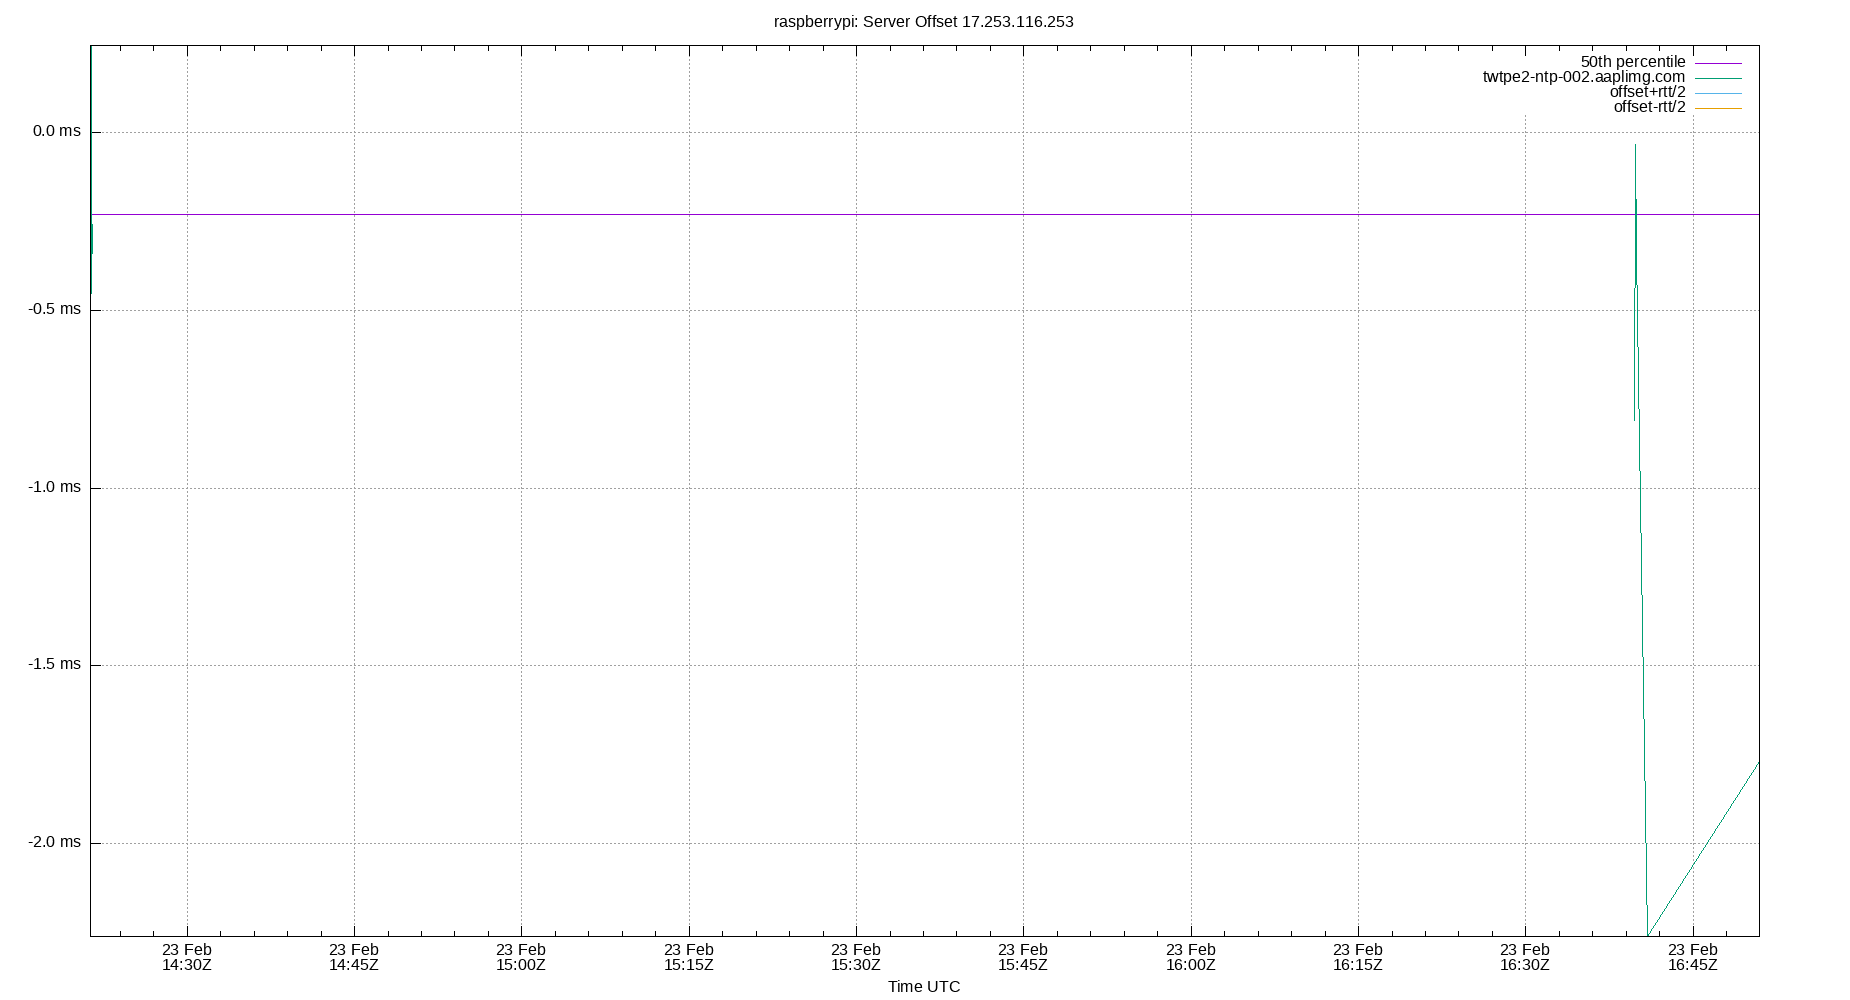 raspberrypi: Server Offset 17.253.116.253
50th percentile
twtpe2-ntp-002.aaplimg.com
offset+rtt/2
offset-rtt/2
0.0 ms
-0.5 ms
-1.0 ms
-1.5 ms
-2.0 ms
23 Feb 23 Feb 23 Feb 23 Feb 23 Feb 23 Feb 23 Feb 23 Feb 23 Feb 23 Feb
14:30Z 14:45Z 15:00Z 15:15Z 15:30Z 15:45Z 16:00Z 16:15Z 16:30Z 16:45Z
Time UTC